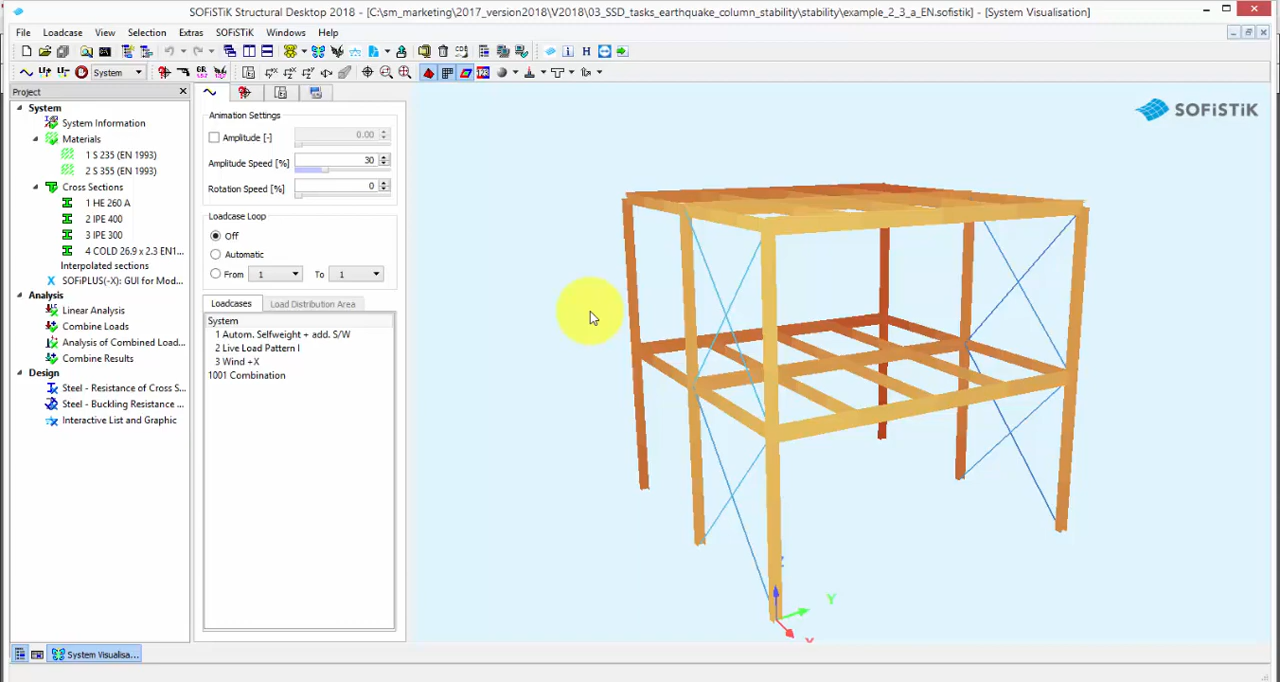 SOFiSTiK Structural Desktop 2018 - [C:\sm_marketing\2017_version2018\V2018\03_SSD_tasks_earthquake_column_stability\stability\example_2_3_a_EN.sofistik] - [System Visualisation]
File Loadcase View Selection Extras SOFiSTiK Windows Help
System
Project
System
System Information
Materials
1 S 235 (EN 1993)
2 S 355 (EN 1993)
Cross Sections
1 HE 260 A
2 IPE 400
3 IPE 300
4 COLD 26.9 x 2.3 EN1...
Interpolated sections
SOFiPLUS(-X): GUI for Mod...
Analysis
Linear Analysis
Combine Loads
Analysis of Combined Load...
Combine Results
Design
Steel - Resistance of Cross S...
Steel - Buckling Resistance ...
Interactive List and Graphic
Animation Settings
Amplitude [-] 0.00
Amplitude Speed [%] 30
Rotation Speed [%] 0
Loadcase Loop
Off
Automatic
From 1 To 1
Loadcases Load Distribution Area
System
1 Autom. Selfweight + add. S/W
2 Live Load Pattern I
3 Wind +X
1001 Combination
SOFiSTiK
Z
Y
X
System Visualisa...